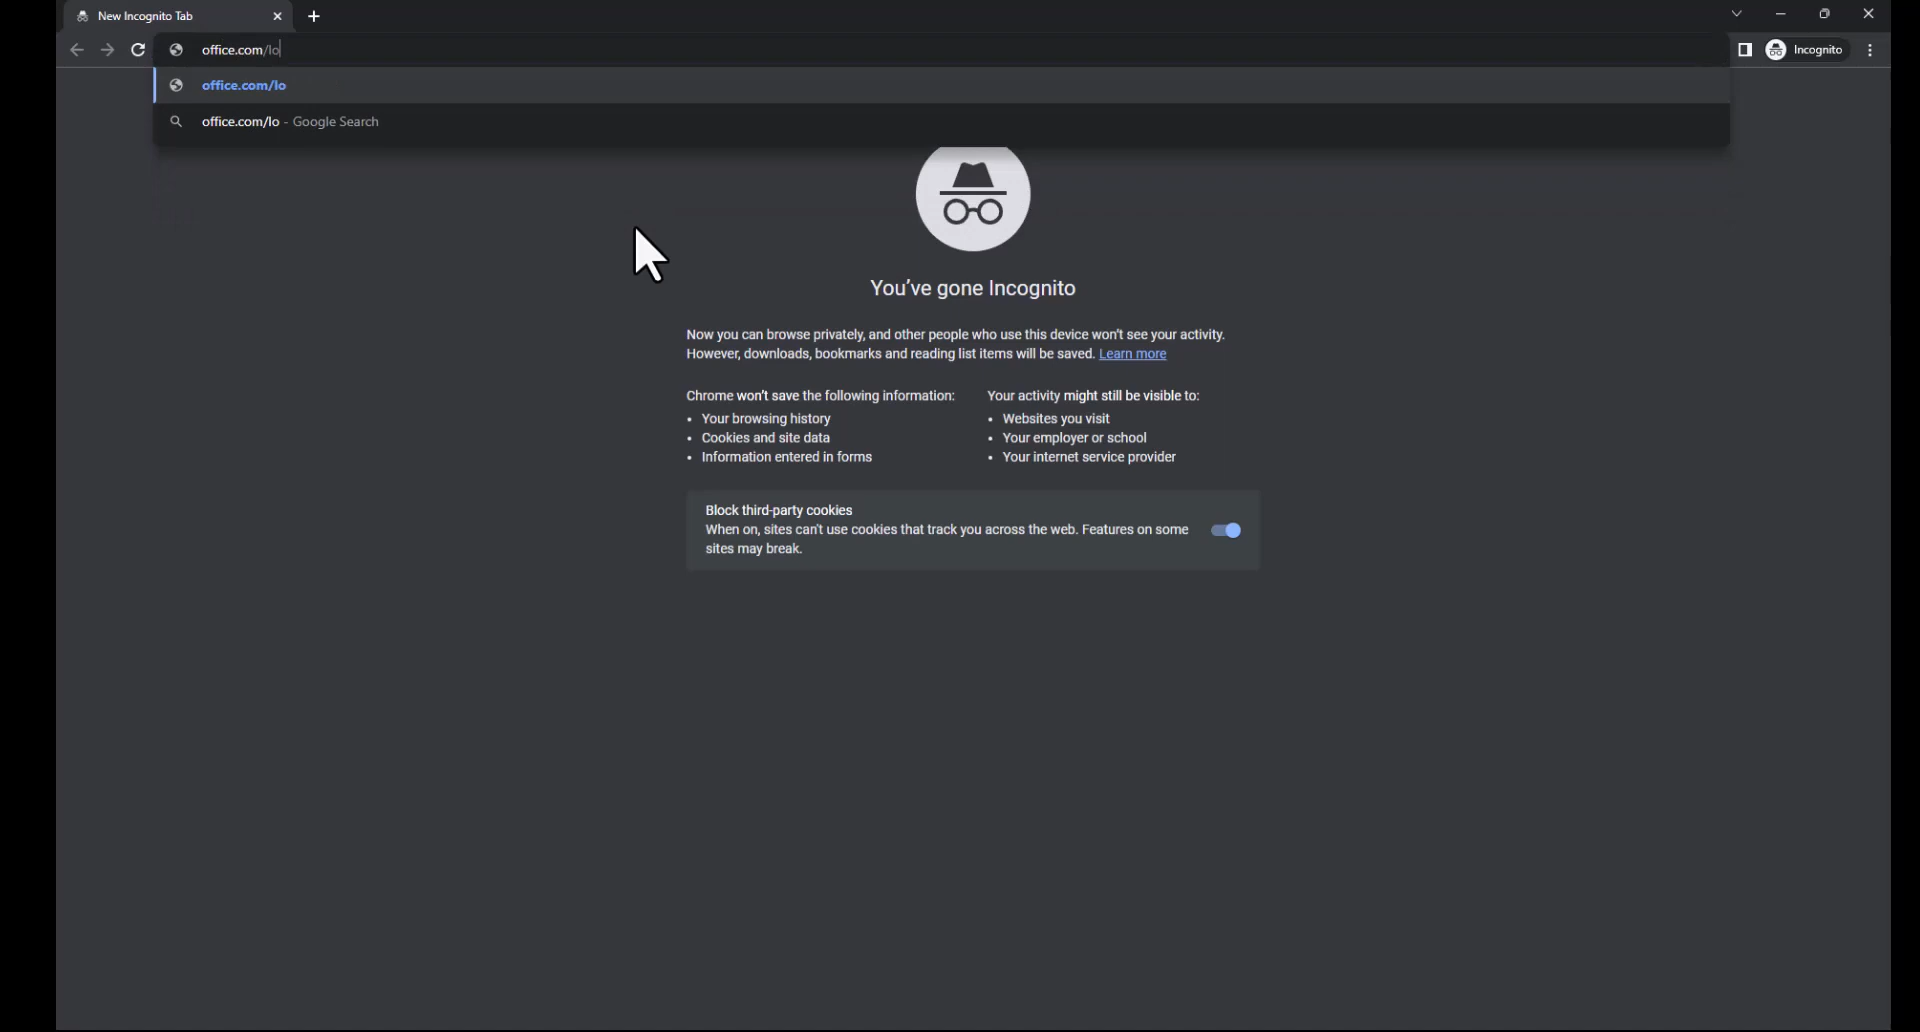 New Incognito Tab
office.com/lo
Incognito
office.com/lo
office.com/lo - Google Search
You've gone Incognito
Now you can browse privately, and other people who use this device won't see your activity.
However, downloads, bookmarks and reading list items will be saved. Learn more
Chrome won't save the following information:
Your browsing history
Cookies and site data
Information entered in forms
Your activity might still be visible to:
Websites you visit
Your employer or school
Your internet service provider
Block third-party cookies
When on, sites can't use cookies that track you across the web. Features on some
sites may break.